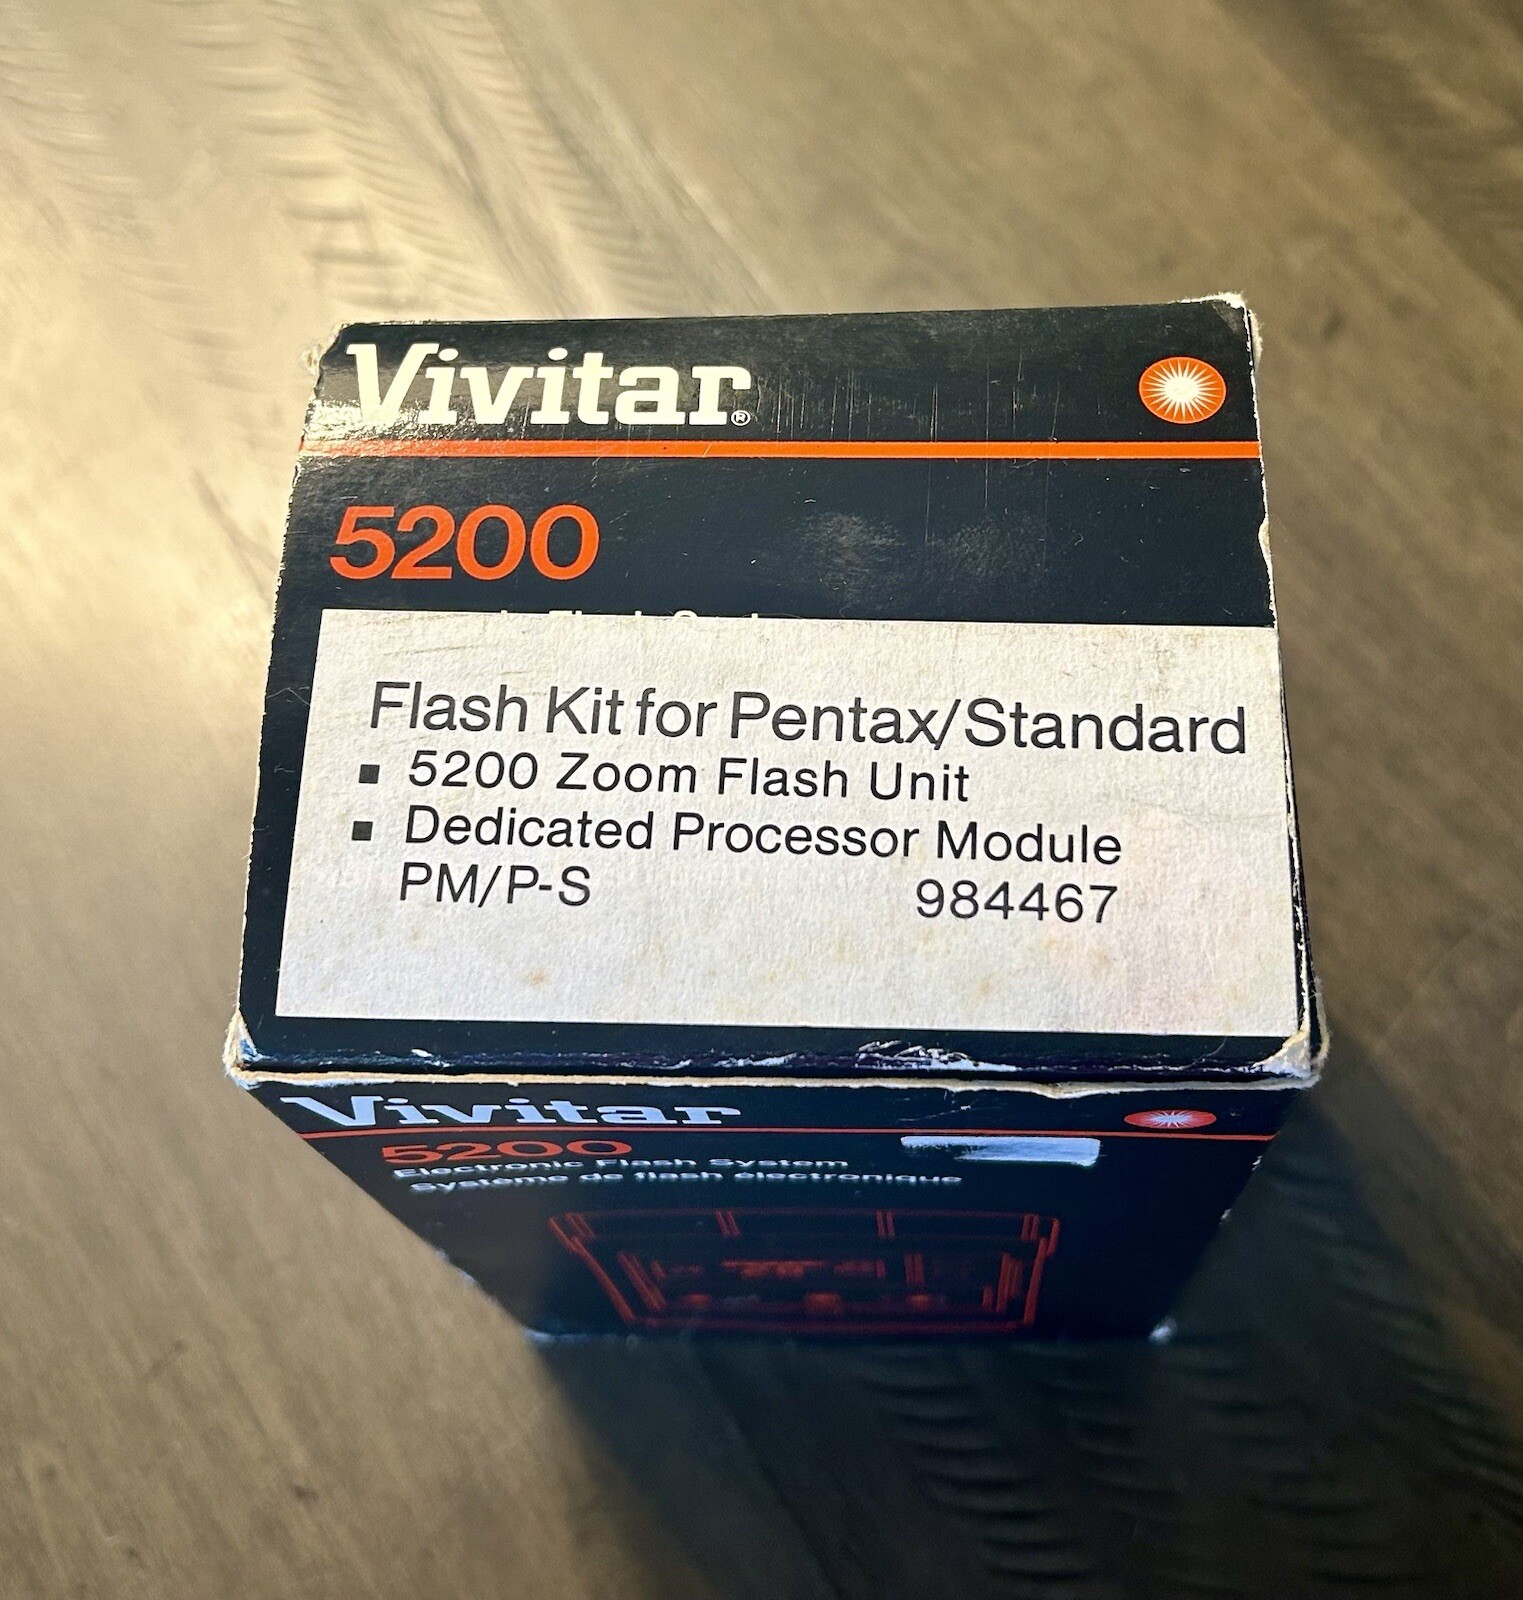 Vivitar®
5200
Flash Kit for Pentax/Standard
▪ 5200 Zoom Flash Unit
▪ Dedicated Processor Module
PM/P-S 984467
Vivitar
5200
Electronic Flash System
Système de flash électronique